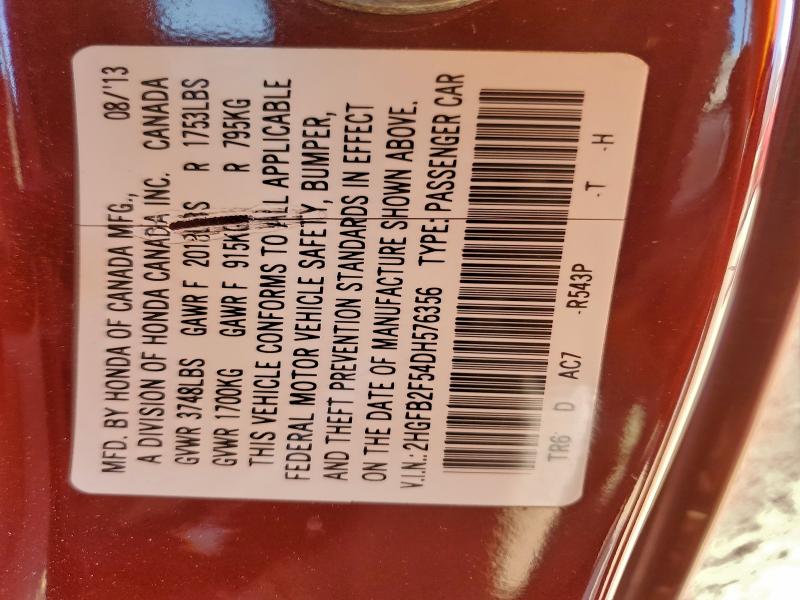 MFD. BY HONDA OF CANADA MFG., 08/'13
A DIVISION OF HONDA CANADA INC. CANADA
GVWR 3748LBS GAWR F R 1753LBS
GVWR 1700KG GAWR F 915KG R 795KG
THIS VEHICLE CONFORMS TO ALL APPLICABLE
FEDERAL MOTOR VEHICLE SAFETY, BUMPER,
AND THEFT PREVENTION STANDARDS IN EFFECT
ON THE DATE OF MANUFACTURE SHOWN ABOVE.
V.I.N.: 2HGFB2F54DH576356 TYPE: PASSENGER CAR
TR6: D AC7 -R543P -T -H